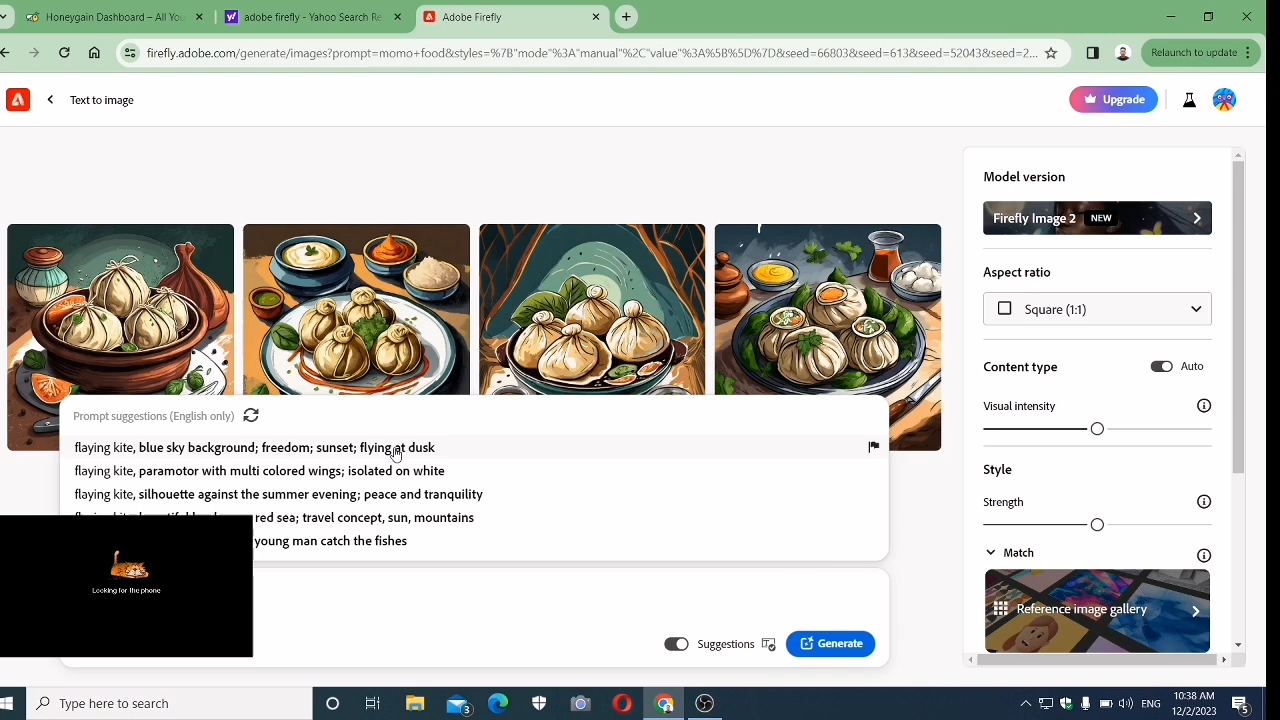 Honeygain Dashboard – All You
adobe firefly - Yahoo Search Re
Adobe Firefly
firefly.adobe.com/generate/images?prompt=momo+food&styles=%7B"mode"%3A"manual"%2C"value"%3A%5B%5D%7D&seed=66803&seed=613&seed=52043&seed=2...
Relaunch to update
Text to image
Upgrade
Model version
Firefly Image 2 NEW
Aspect ratio
Square (1:1)
Content type
Auto
Visual intensity
Style
Strength
Match
Reference image gallery
Prompt suggestions (English only)
flaying kite, blue sky background; freedom; sunset; flying at dusk
flaying kite, paramotor with multi colored wings; isolated on white
flaying kite, silhouette against the summer evening; peace and tranquility
red sea; travel concept, sun, mountains
young man catch the fishes
Looking for the phone
Suggestions
Generate
Type here to search
3
ENG
10:38 AM
12/2/2023
5